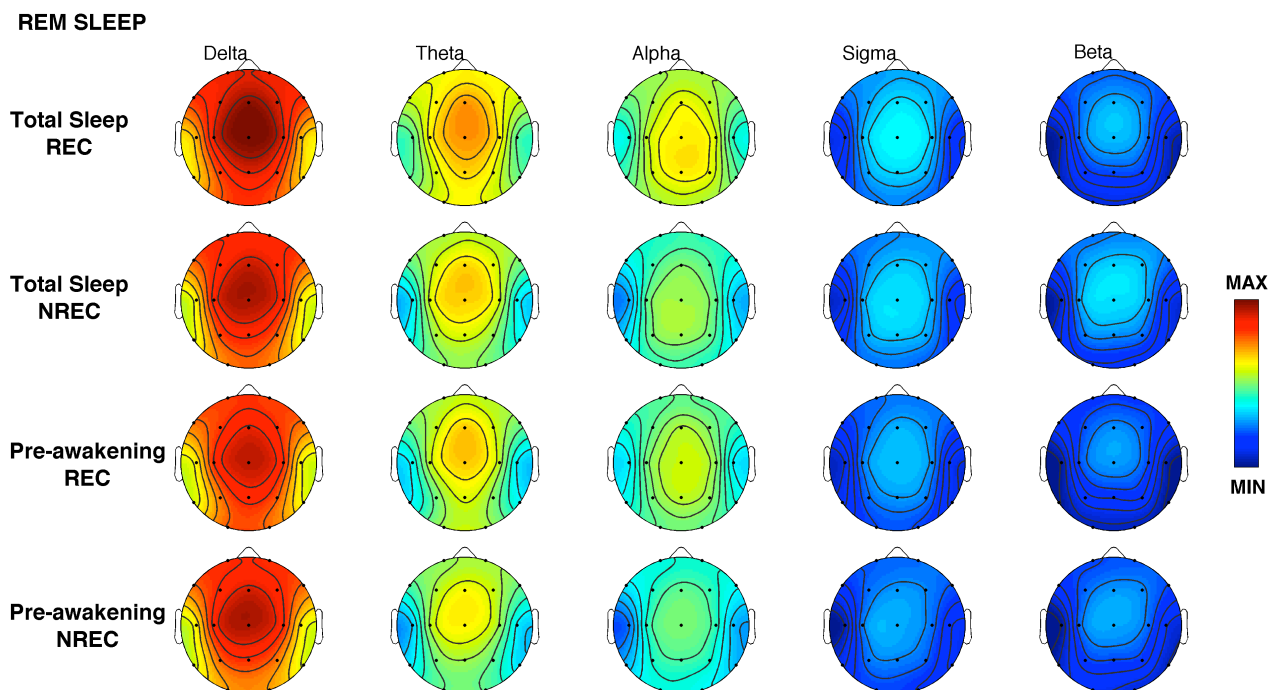 REM SLEEP
Delta
Theta
Alpha
Sigma
Beta
Total Sleep
REC
Total Sleep
NREC
MAX
Pre-awakening
REC
MIN
Pre-awakening
NREC